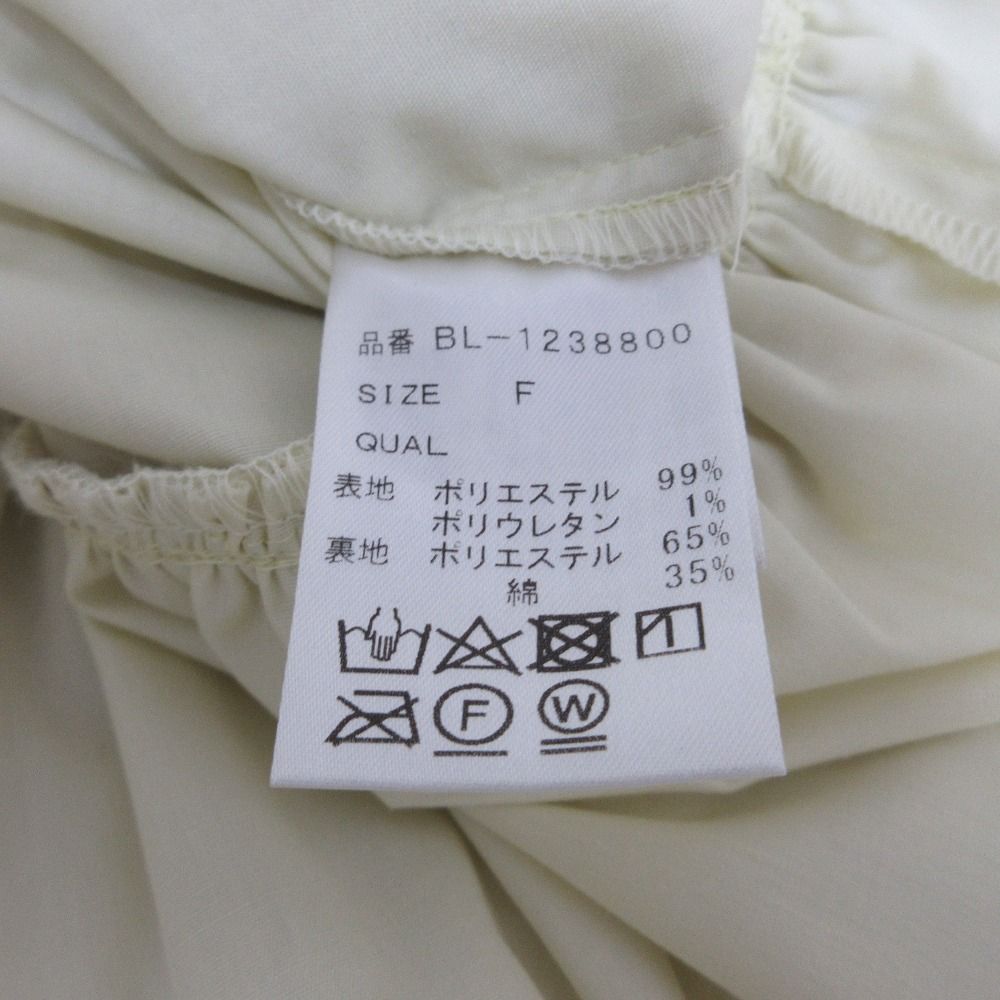 品番 BL-1238800
SIZE F
QUAL
表地 ポリエステル 99%
ポリウレタン 1%
裏地 ポリエステル 65%
綿 35%
F W